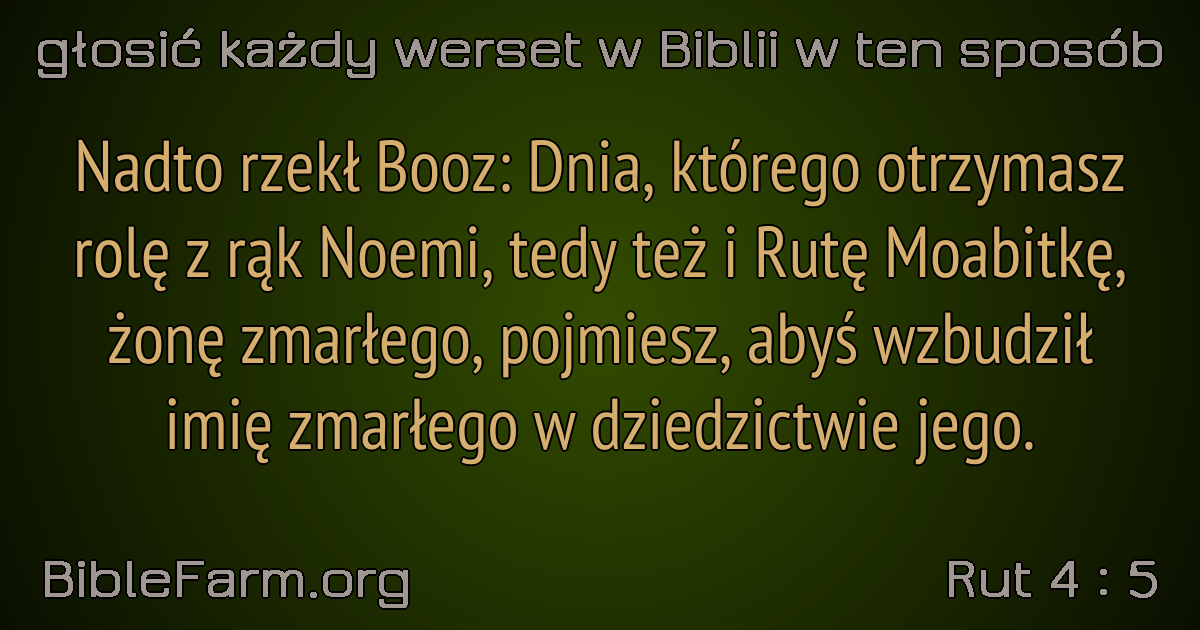 głosić każdy werset w Biblii w ten sposób
Nadto rzekł Booz: Dnia, którego otrzymasz
rolę z rąk Noemi, tedy też i Rutę Moabitkę,
żonę zmarłego, pojmiesz, abyś wzbudził
imię zmarłego w dziedzictwie jego.
BibleFarm.org
Rut 4 : 5